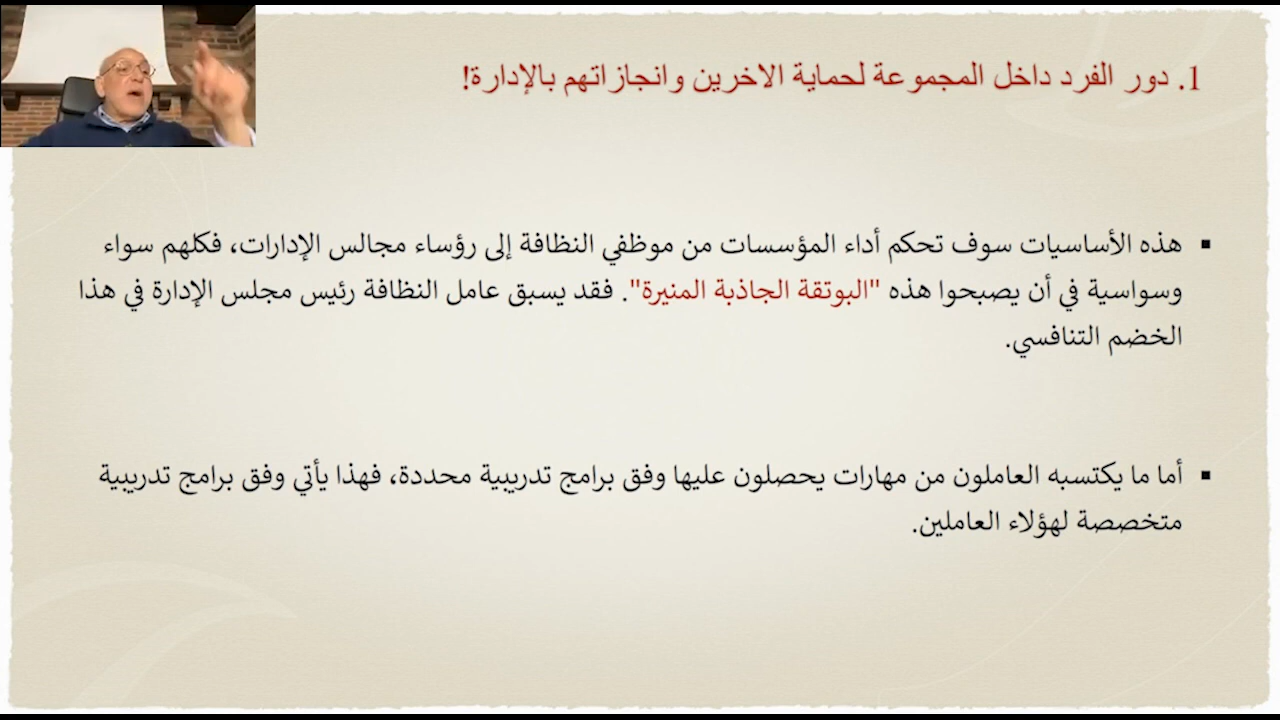 1. دور الفرد داخل المجموعة لحماية الاخرين وانجازاتهم بالإدارة!
▪ هذه الأساسيات سوف تحكم أداء المؤسسات من موظفي النظافة إلى رؤساء مجالس الإدارات، فكلهم سواء
وسواسية في أن يصبحوا هذه "البوتقة الجاذبة المنيرة". فقد يسبق عامل النظافة رئيس مجلس الإدارة في هذا
الخضم التنافسي.
▪ أما ما يكتسبه العاملون من مهارات يحصلون عليها وفق برامج تدريبية محددة، فهذا يأتي وفق برامج تدريبية
متخصصة لهؤلاء العاملين.